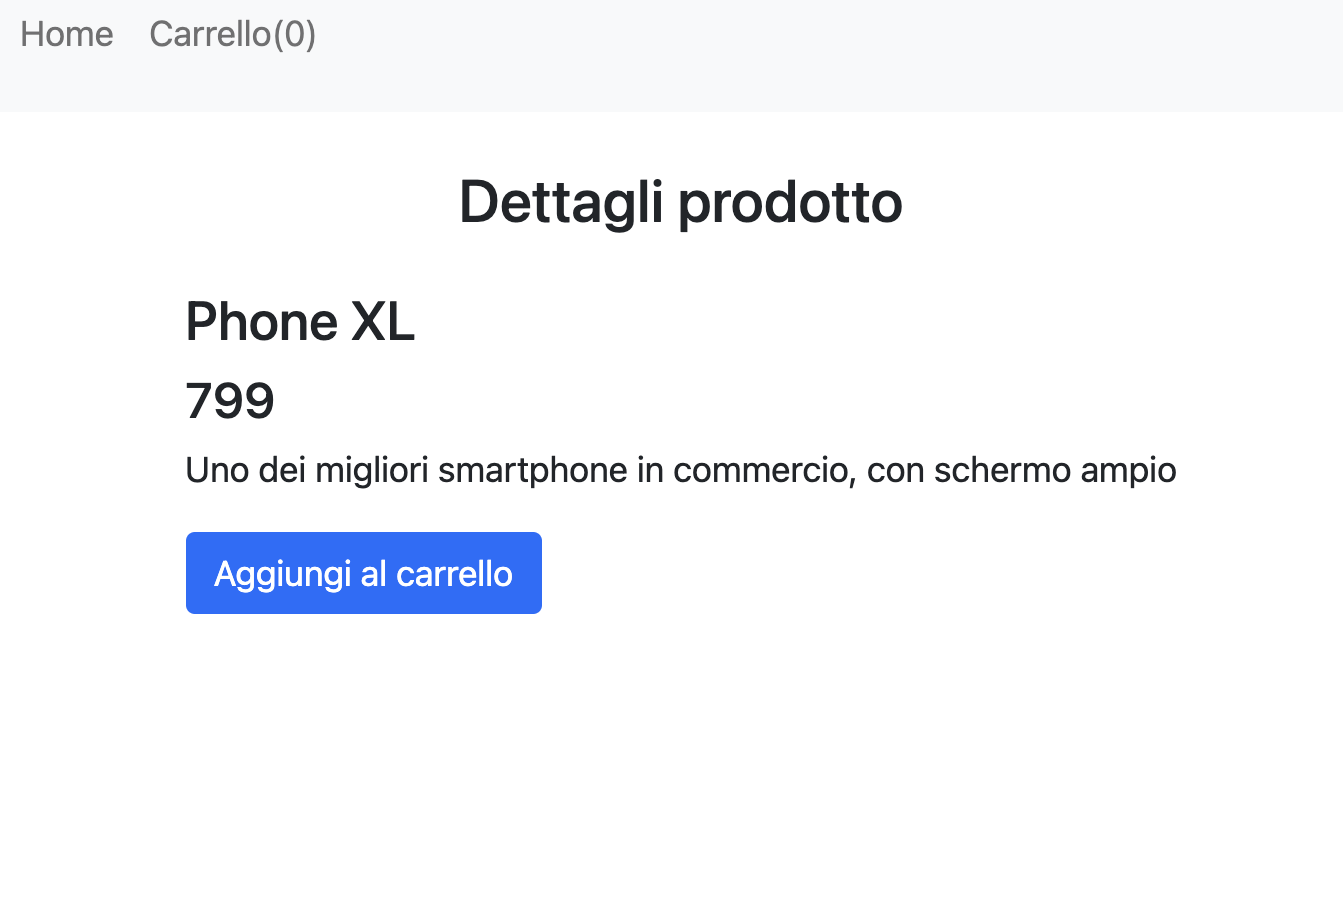 Home Carrello(0)
Dettagli prodotto
Phone XL
799
Uno dei migliori smartphone in commercio, con schermo ampio
Aggiungi al carrello